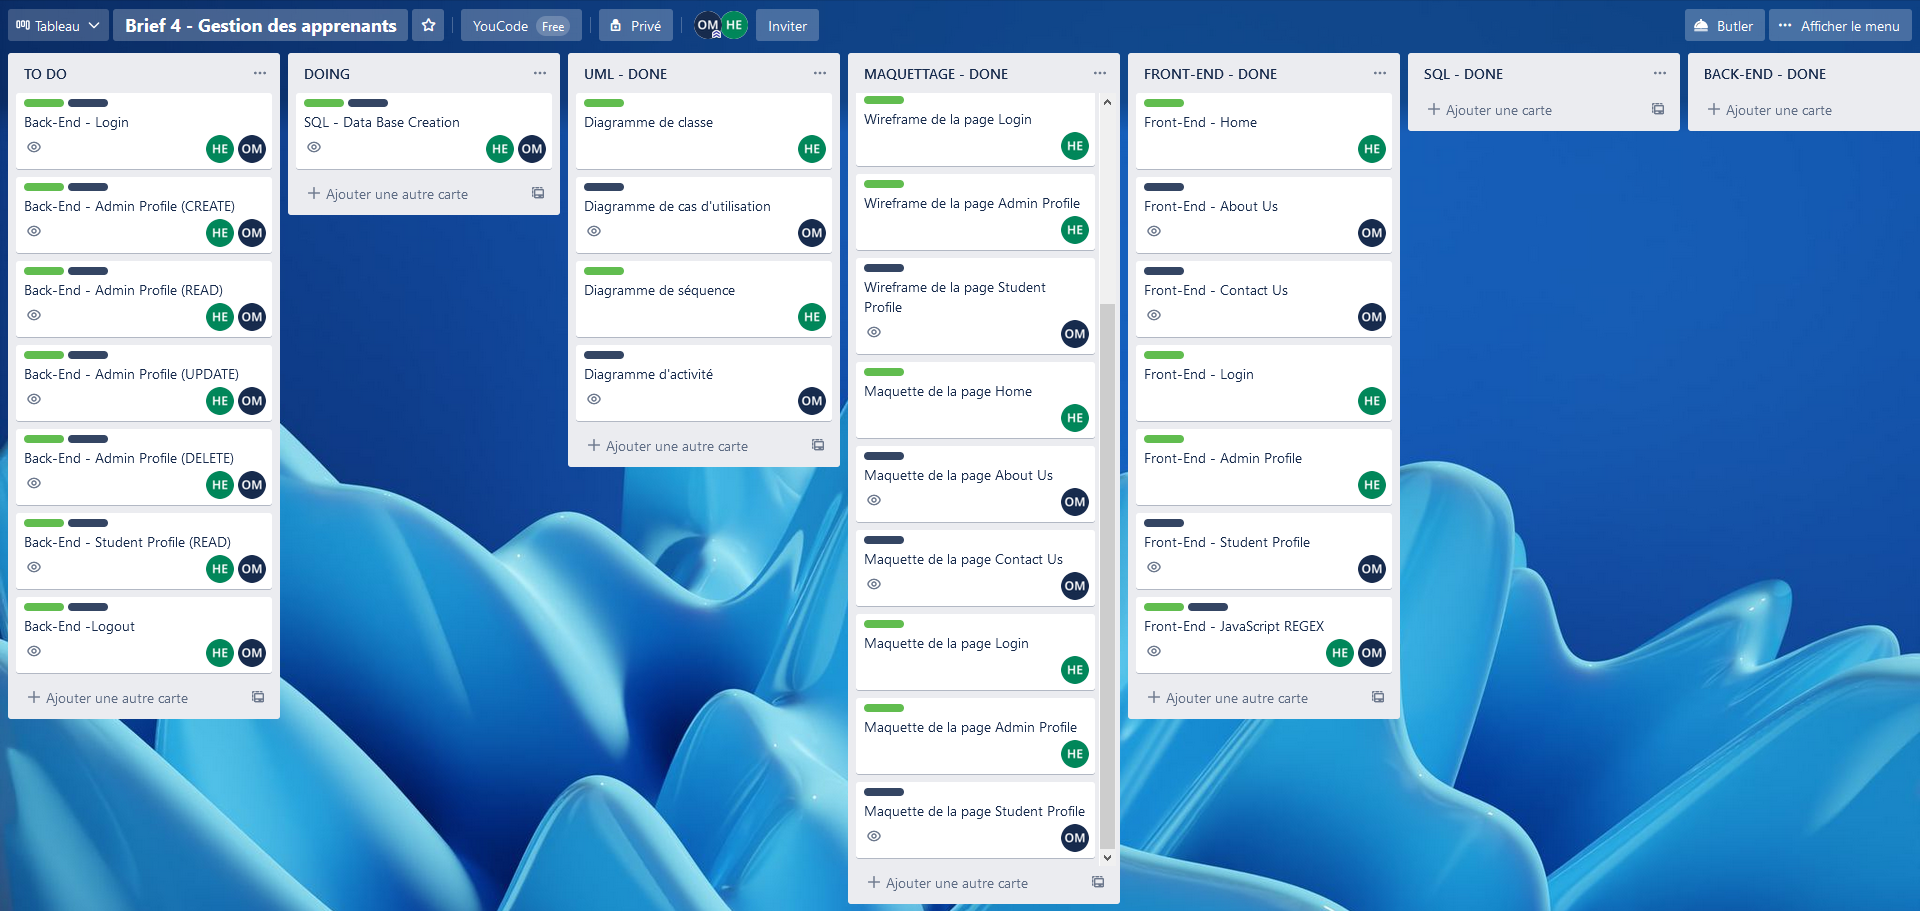 Tableau
Brief 4 - Gestion des apprenants
YouCode Free
Privé
OM HE
Inviter
Butler
Afficher le menu
TO DO
Back-End - Login
HE OM
Back-End - Admin Profile (CREATE)
HE OM
Back-End - Admin Profile (READ)
HE OM
Back-End - Admin Profile (UPDATE)
HE OM
Back-End - Admin Profile (DELETE)
HE OM
Back-End - Student Profile (READ)
HE OM
Back-End -Logout
HE OM
Ajouter une autre carte
DOING
SQL - Data Base Creation
HE OM
Ajouter une autre carte
UML - DONE
Diagramme de classe
HE
Diagramme de cas d'utilisation
OM
Diagramme de séquence
HE
Diagramme d'activité
OM
Ajouter une autre carte
MAQUETTAGE - DONE
Wireframe de la page Login
HE
Wireframe de la page Admin Profile
HE
Wireframe de la page Student
Profile
OM
Maquette de la page Home
HE
Maquette de la page About Us
OM
Maquette de la page Contact Us
OM
Maquette de la page Login
HE
Maquette de la page Admin Profile
HE
Maquette de la page Student Profile
OM
Ajouter une autre carte
FRONT-END - DONE
Front-End - Home
HE
Front-End - About Us
OM
Front-End - Contact Us
OM
Front-End - Login
HE
Front-End - Admin Profile
HE
Front-End - Student Profile
OM
Front-End - JavaScript REGEX
HE OM
Ajouter une autre carte
SQL - DONE
Ajouter une carte
BACK-END - DONE
Ajouter une carte